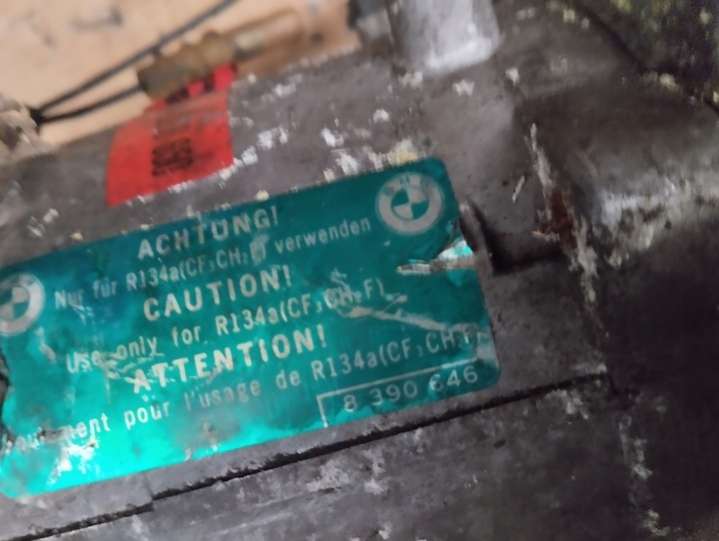 ACHTUNG!
Nur für R134a(CF₃CH₂F) verwenden
CAUTION!
Use only for R134a(CF₃CH₂F)
ATTENTION!
pour l'usage de R134a(CF₃CH₂F)
8 390 646